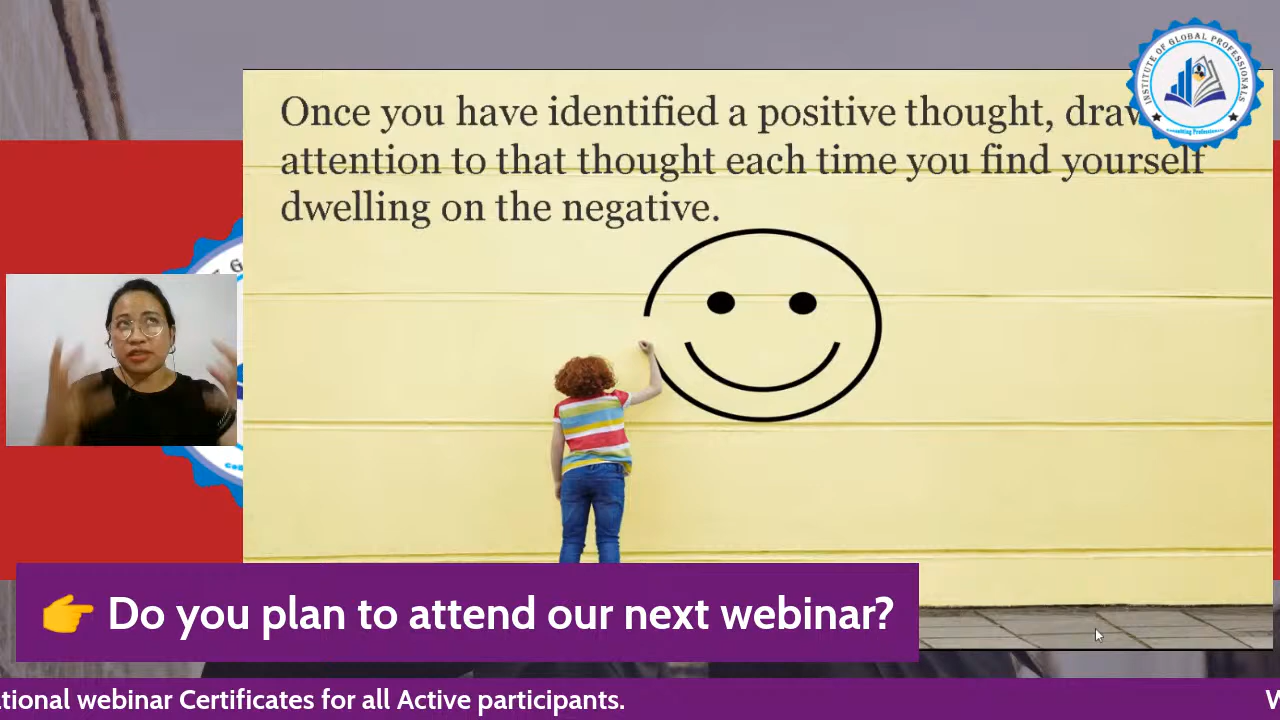 Once you have identified a positive thought, draw
attention to that thought each time you find yourself
dwelling on the negative.
INSTITUTE OF GLOBAL PROFESSIONALS
Consulting Professionals
👉 Do you plan to attend our next webinar?
webinar Certificates for all Active participants.